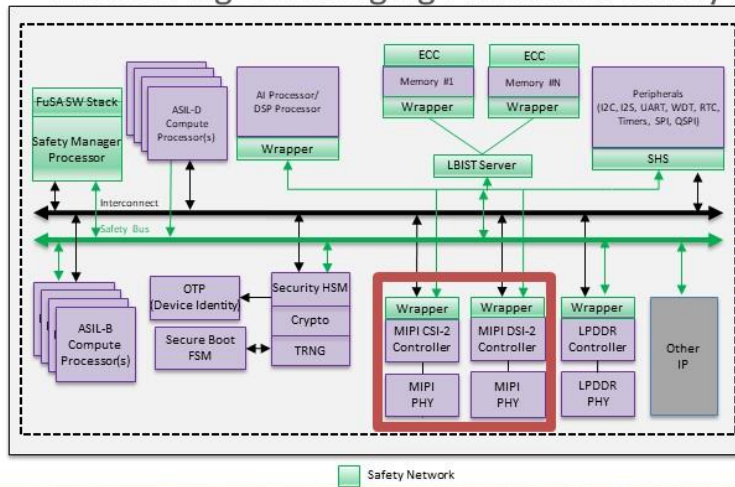 ECC
ECC
Memory #1
Memory #N
Wrapper
Wrapper
FuSA SW Stack
Safety Manager
Processor
ASIL-D
Compute
Processor(s)
AI Processor/
DSP Processor
Wrapper
LBIST Server
Peripherals
(I2C, I2S, UART, WDT, RTC,
Timers, SPI, QSPI)
SHS
Interconnect
Safety Bus
ASIL-B
Compute
Processor(s)
OTP
(Device Identity)
Secure Boot
FSM
Security HSM
Crypto
TRNG
Wrapper
MIPI CSI-2
Controller
MIPI
PHY
Wrapper
MIPI DSI-2
Controller
MIPI
PHY
Wrapper
LPDDR
Controller
LPDDR
PHY
Other
IP
Safety Network